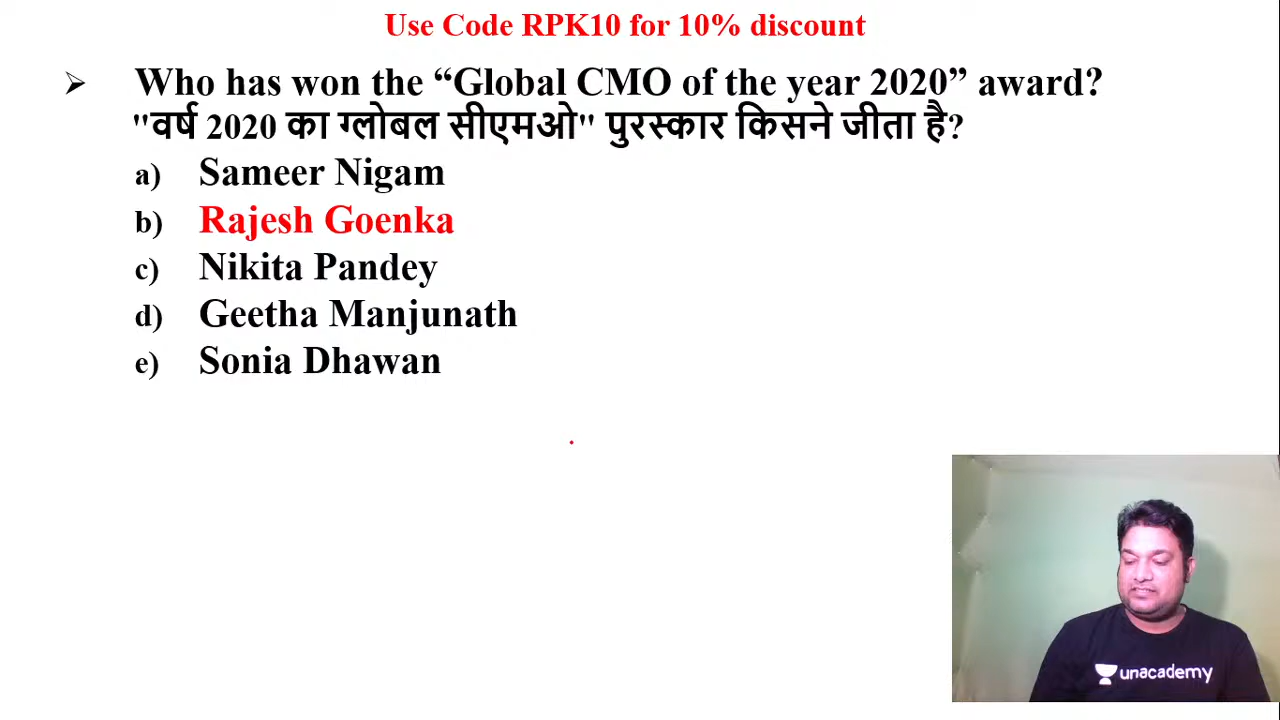 Use Code RPK10 for 10% discount
➢ Who has won the “Global CMO of the year 2020” award?
"वर्ष 2020 का ग्लोबल सीएमओ" पुरस्कार किसने जीता है?
a) Sameer Nigam
b) Rajesh Goenka
c) Nikita Pandey
d) Geetha Manjunath
e) Sonia Dhawan
unacademy